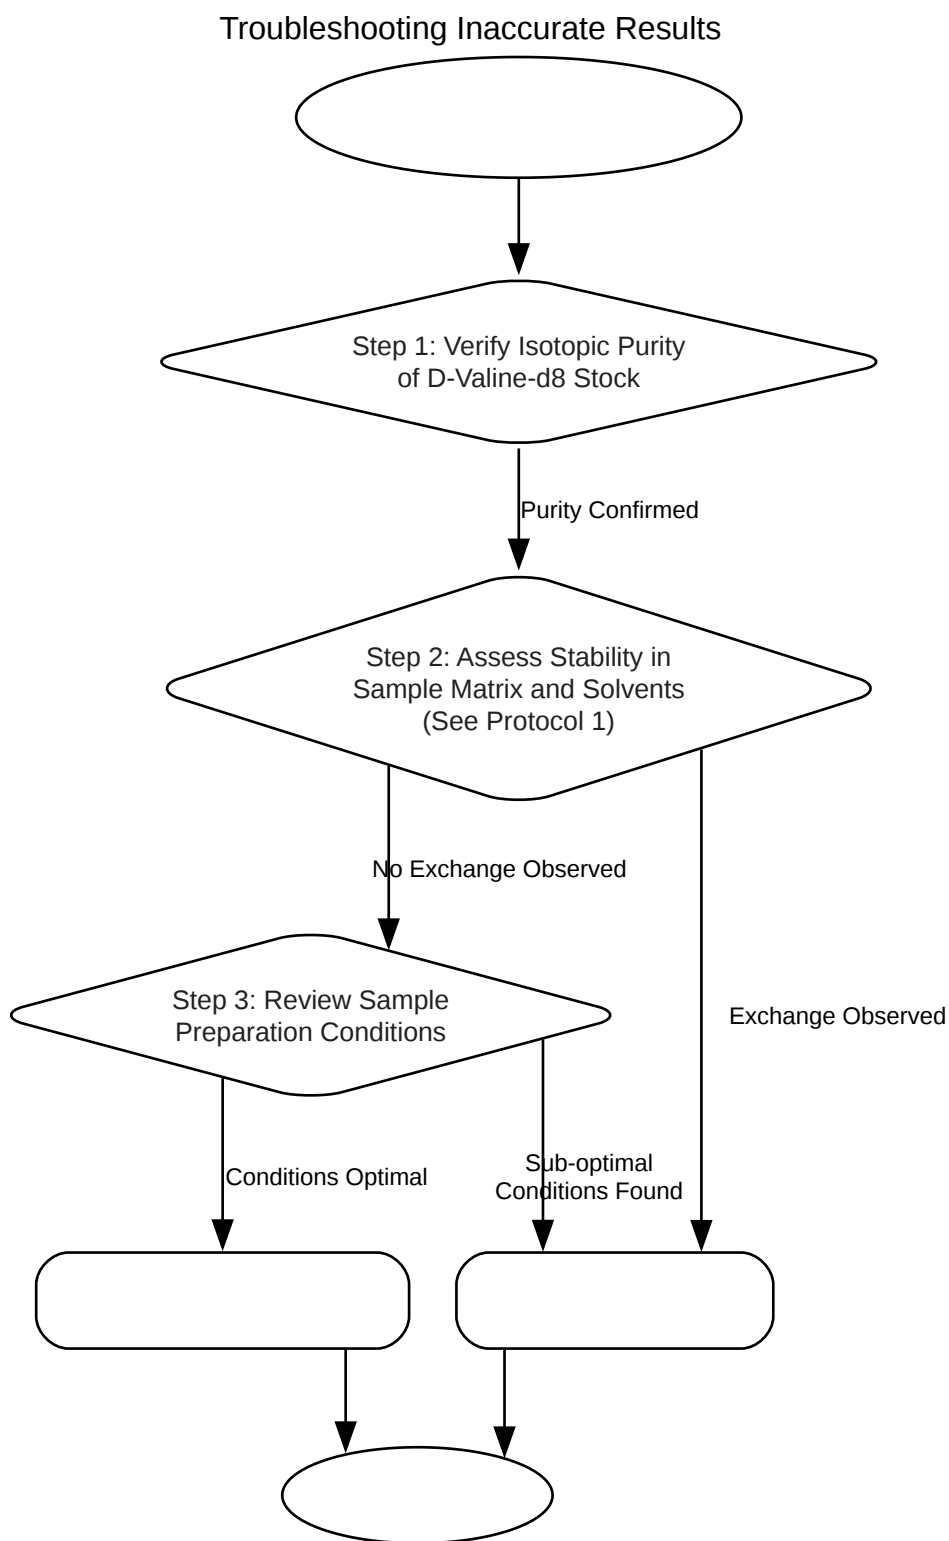 Troubleshooting Inaccurate Results
Step 1: Verify Isotopic Purity
of D-Valine-d8 Stock
Purity Confirmed
Step 2: Assess Stability in
Sample Matrix and Solvents
(See Protocol 1)
No Exchange Observed
Step 3: Review Sample
Preparation Conditions
Exchange Observed
Conditions Optimal
Sub-optimal
Conditions Found